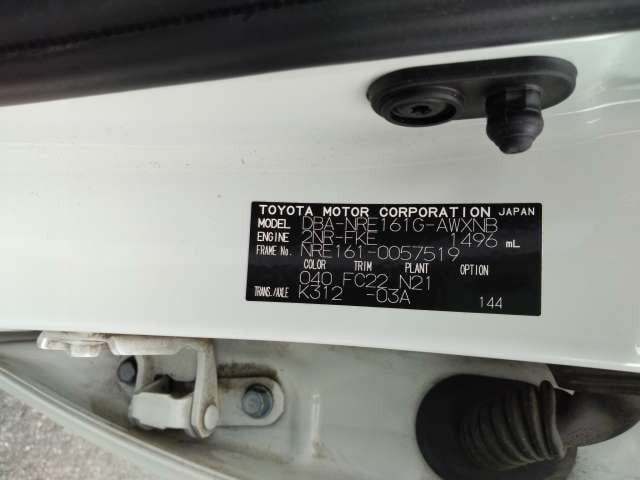 TOYOTA MOTOR CORPORATION JAPAN
MODEL DBA-NRE161G-AWXNB
ENGINE 2NR-FKE 1496 mL
FRAME No. NRE161-0057519
COLOR TRIM PLANT OPTION
040 FC22 N21
TRANS./AXLE K312 -03A
144